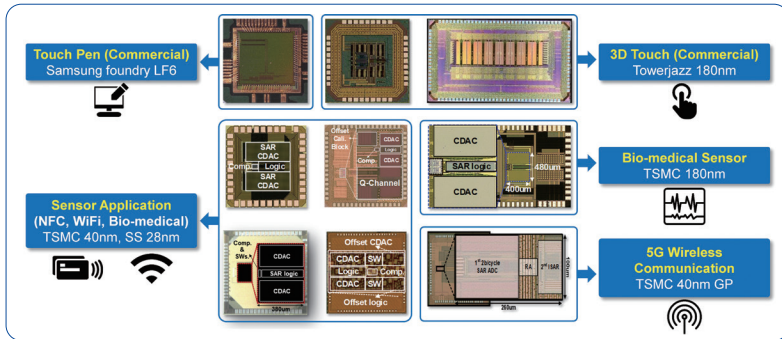 Touch Pen (Commercial)
Samsung foundry LF6
3D Touch (Commercial)
Towerjazz 180nm
SAR
CDAC
Comp.
Logic
SAR
CDAC
Offset
Cali.
Block
CDAC
Logic
Comp.
CDAC
Q-Channel
CDAC
SAR logic
CDAC
480um
400um
Bio-medical Sensor
TSMC 180nm
Sensor Application
(NFC, WiFi, Bio-medical)
TSMC 40nm, SS 28nm
Comp.
&
SWs.
CDAC
SAR logic
CDAC
300um
Offset CDAC
CDAC SW
Logic Comp.
CDAC SW
Offset logic
1st 2b/cycle
SAR ADC
RA
2nd SAR
260um
5G Wireless
Communication
TSMC 40nm GP